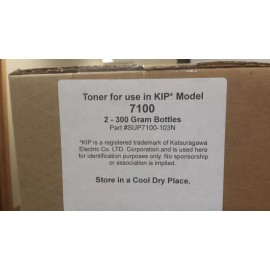 Toner for use in KIP* Model
7100
2 - 300 Gram Bottles
Part #SUP7100-103N
*KIP is a registered trademark of Katsuragawa
Electric Co. LTD. Corporation and is used here
for identification purposes only. No sponsorship
or association is implied.
Store in a Cool Dry Place.